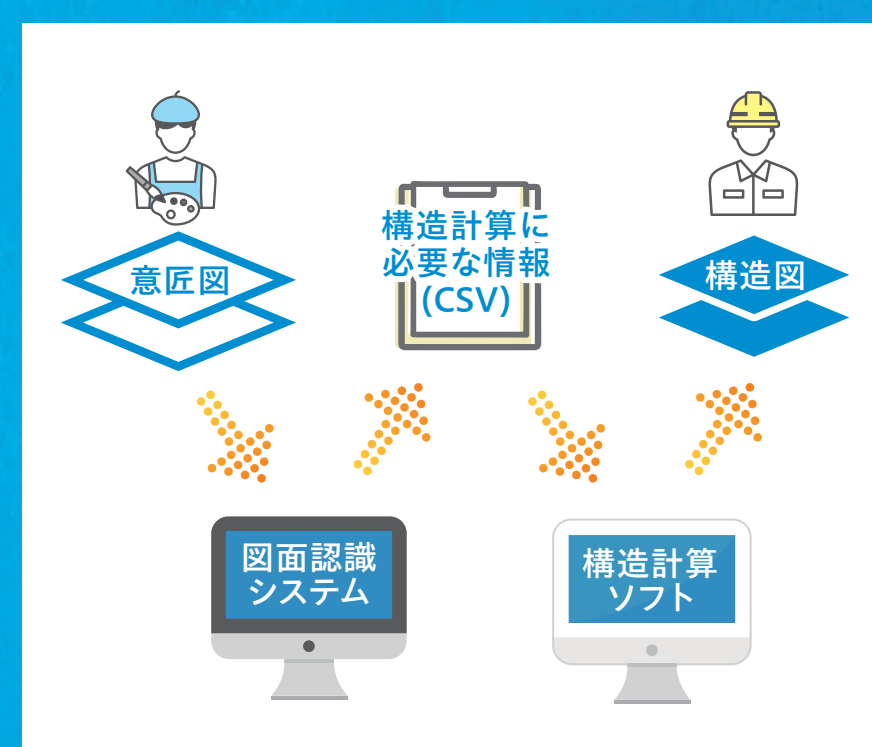 意匠図
構造計算に
必要な情報
(CSV)
構造図
図面認識
システム
構造計算
ソフト